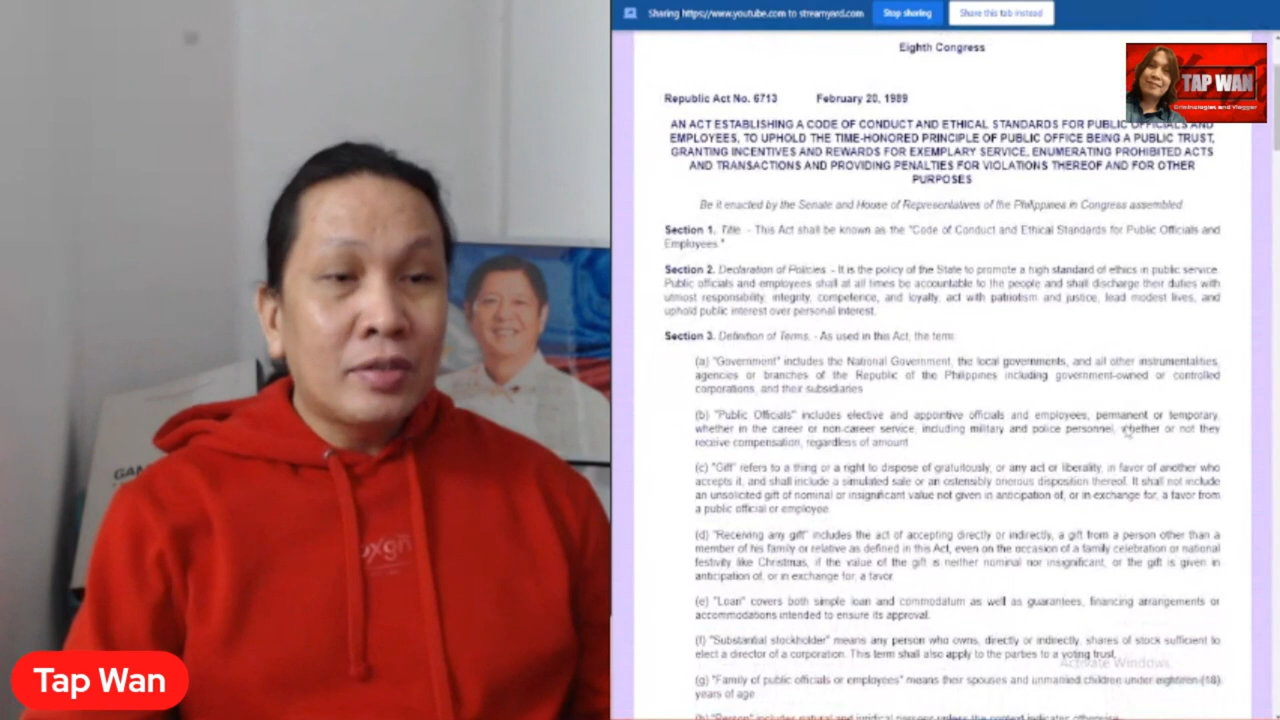 Sharing https://www.youtube.com to streamyard.com
Stop sharing
Share this tab instead
Eighth Congress
TAP WAN
Criminologies and Vlogger
Republic Act No. 6713 February 20, 1989
AN ACT ESTABLISHING A CODE OF CONDUCT AND ETHICAL STANDARDS FOR PUBLIC OFFICIALS AND
EMPLOYEES, TO UPHOLD THE TIME-HONORED PRINCIPLE OF PUBLIC OFFICE BEING A PUBLIC TRUST,
GRANTING INCENTIVES AND REWARDS FOR EXEMPLARY SERVICE, ENUMERATING PROHIBITED ACTS
AND TRANSACTIONS AND PROVIDING PENALTIES FOR VIOLATIONS THEREOF AND FOR OTHER
PURPOSES
Be it enacted by the Senate and House of Representatives of the Philippines in Congress assembled
Section 1. Title. - This Act shall be known as the "Code of Conduct and Ethical Standards for Public Officials and
Employees."
Section 2. Declaration of Policies. - It is the policy of the State to promote a high standard of ethics in public service.
Public officials and employees shall at all times be accountable to the people and shall discharge their duties with
utmost responsibility, integrity, competence, and loyalty, act with patriotism and justice, lead modest lives, and
uphold public interest over personal interest.
Section 3. Definition of Terms. - As used in this Act, the term:
(a) "Government" includes the National Government, the local governments, and all other instrumentalities,
agencies or branches of the Republic of the Philippines including government-owned or controlled
corporations, and their subsidiaries
(b) "Public Officials" includes elective and appointive officials and employees, permanent or temporary,
whether in the career or non-career service, including military and police personnel, whether or not they
receive compensation, regardless of amount
(c) "Gift" refers to a thing or a right to dispose of gratuitously, or any act or liberality, in favor of another who
accepts it, and shall include a simulated sale or an ostensibly onerous disposition thereof. It shall not include
an unsolicited gift of nominal or insignificant value not given in anticipation of, or in exchange for, a favor from
a public official or employee
(d) "Receiving any gift" includes the act of accepting directly or indirectly, a gift from a person other than a
member of his family or relative as defined in this Act, even on the occasion of a family celebration or national
festivity like Christmas, if the value of the gift is neither nominal nor insignificant, or the gift is given in
anticipation of, or in exchange for, a favor
(e) "Loan" covers both simple loan and commodatum as well as guarantees, financing arrangements or
accommodations intended to ensure its approval.
(f) "Substantial stockholder" means any person who owns, directly or indirectly, shares of stock sufficient to
elect a director of a corporation. This term shall also apply to the parties to a voting trust.
Activate Windows
(g) "Family of public officials or employees" means their spouses and unmarried children under eighteen (18)
years of age
(h) "Person" includes natural and juridical persons unless the context indicates otherwise
GAM
Tap Wan